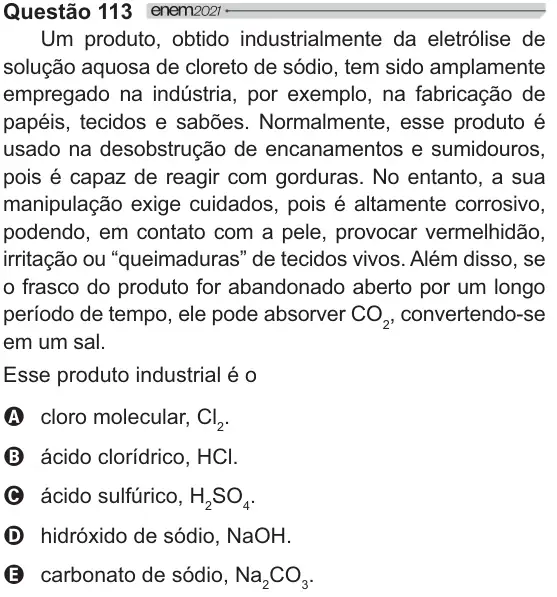 Questão 113 enem2021
Um produto, obtido industrialmente da eletrólise de
solução aquosa de cloreto de sódio, tem sido amplamente
empregado na indústria, por exemplo, na fabricação de
papéis, tecidos e sabões. Normalmente, esse produto é
usado na desobstrução de encanamentos e sumidouros,
pois é capaz de reagir com gorduras. No entanto, a sua
manipulação exige cuidados, pois é altamente corrosivo,
podendo, em contato com a pele, provocar vermelhidão,
irritação ou “queimaduras” de tecidos vivos. Além disso, se
o frasco do produto for abandonado aberto por um longo
período de tempo, ele pode absorver CO₂, convertendo-se
em um sal.
Esse produto industrial é o
A cloro molecular, Cl₂.
B ácido clorídrico, HCl.
C ácido sulfúrico, H₂SO₄.
D hidróxido de sódio, NaOH.
E carbonato de sódio, Na₂CO₃.